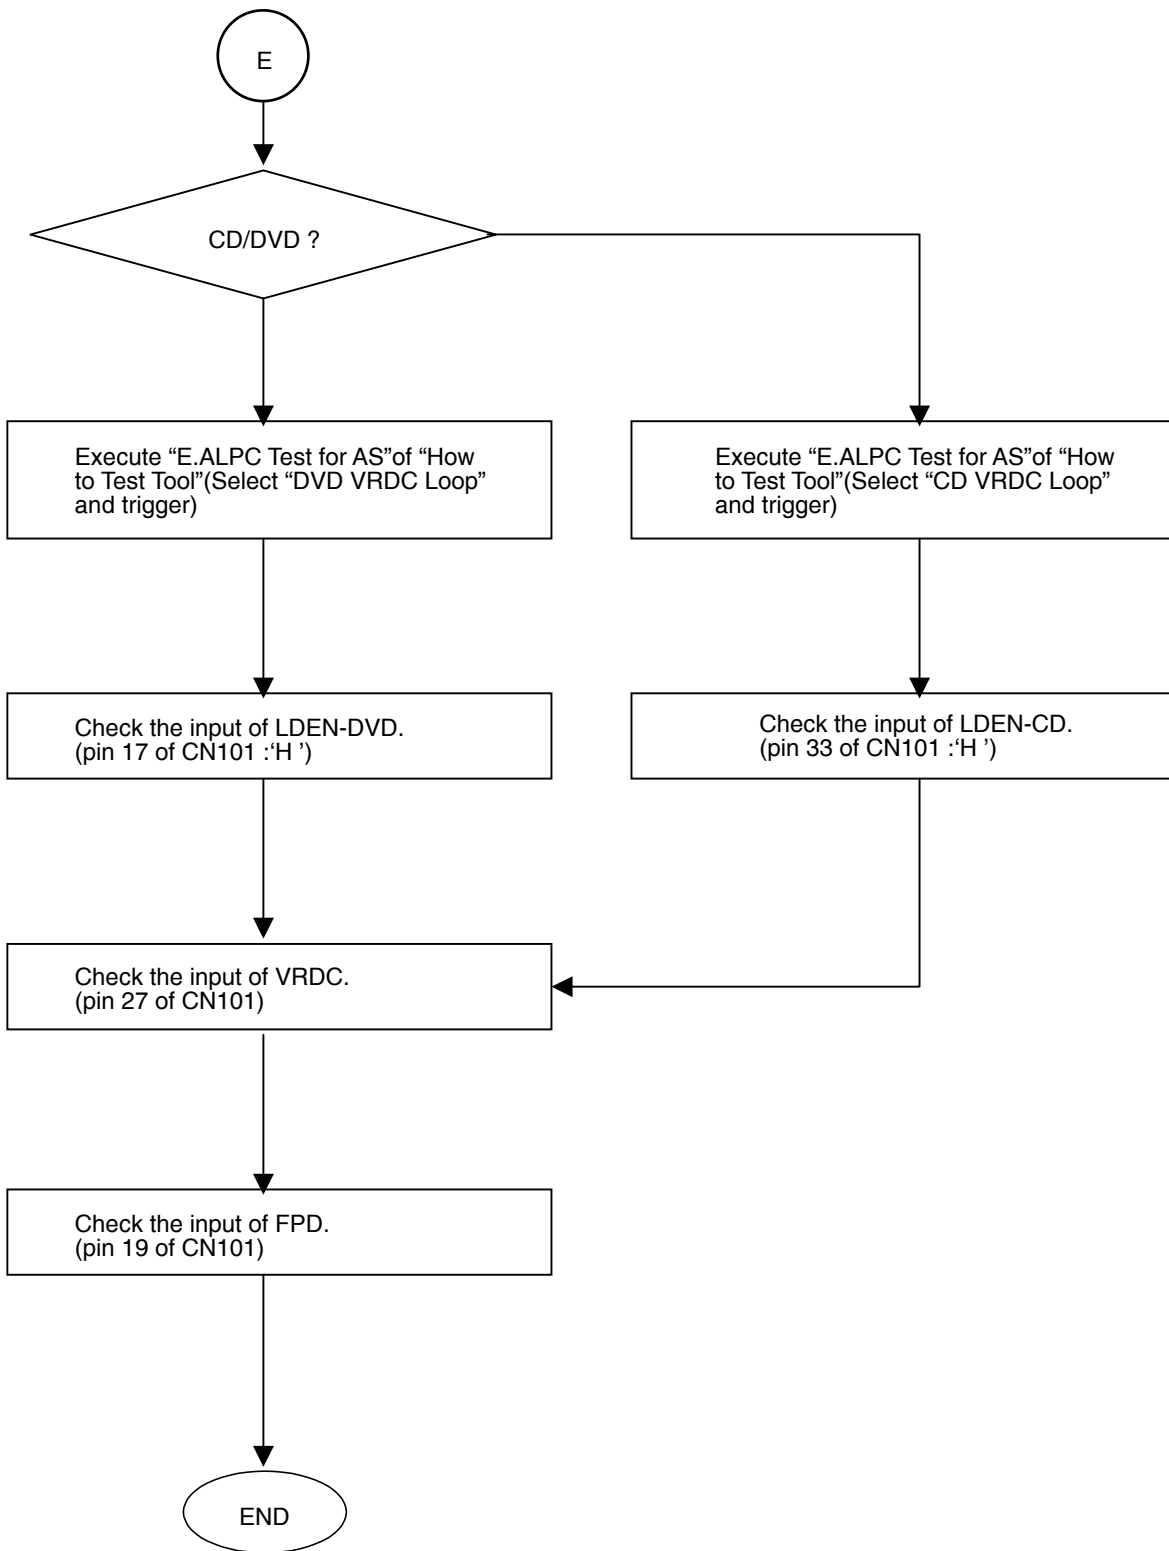 E
CD/DVD ?
Execute “E.ALPC Test for AS”of “How
to Test Tool”(Select “DVD VRDC Loop”
and trigger)
Execute “E.ALPC Test for AS”of “How
to Test Tool”(Select “CD VRDC Loop”
and trigger)
Check the input of LDEN-DVD.
(pin 17 of CN101 :‘H ’)
Check the input of LDEN-CD.
(pin 33 of CN101 :‘H ’)
Check the input of VRDC.
(pin 27 of CN101)
Check the input of FPD.
(pin 19 of CN101)
END